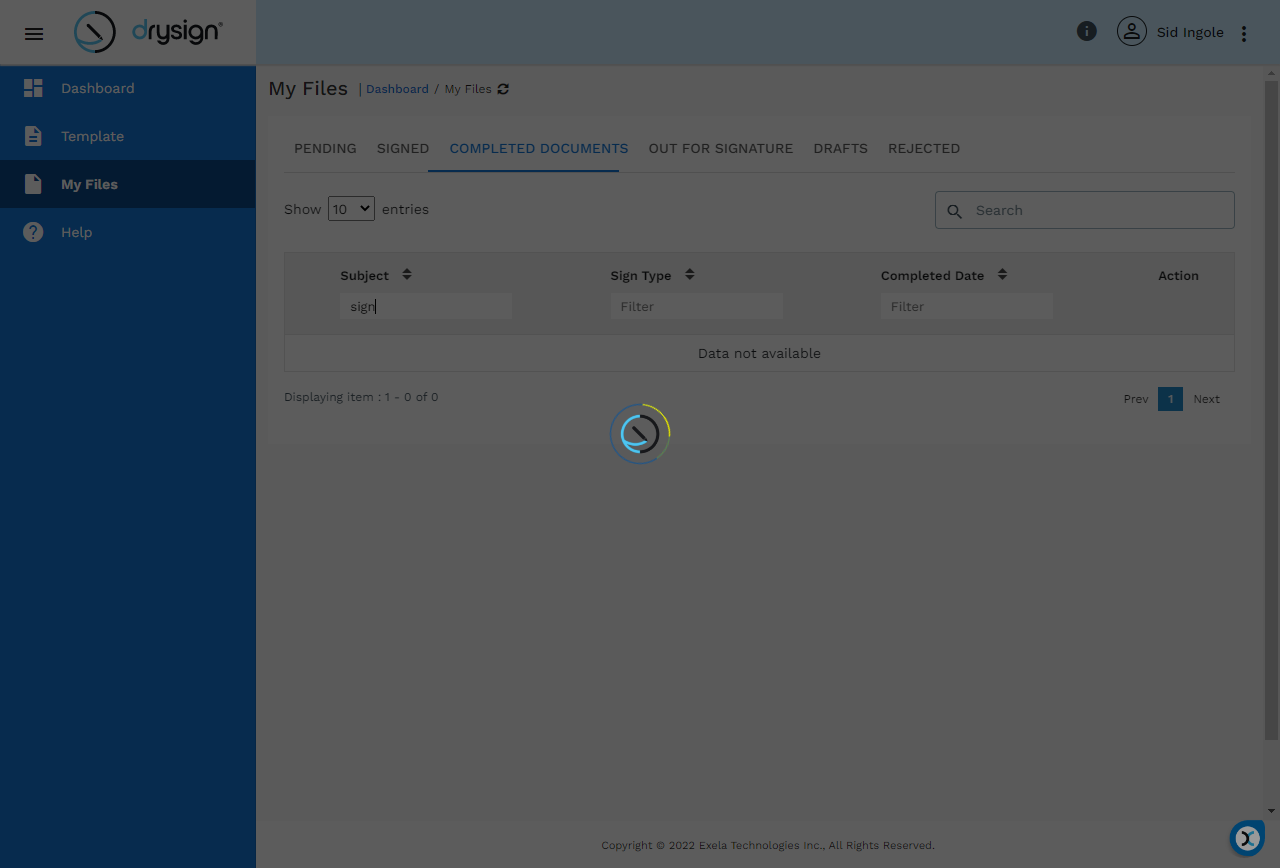 drysign®
Sid Ingole
Dashboard
Template
My Files
Help
My Files | Dashboard / My Files
PENDING SIGNED COMPLETED DOCUMENTS OUT FOR SIGNATURE DRAFTS REJECTED
Show 10 entries
Search
Subject Sign Type Completed Date Action
sign Filter Filter
Data not available
Displaying item : 1 - 0 of 0
Prev 1 Next
Copyright © 2022 Exela Technologies Inc., All Rights Reserved.